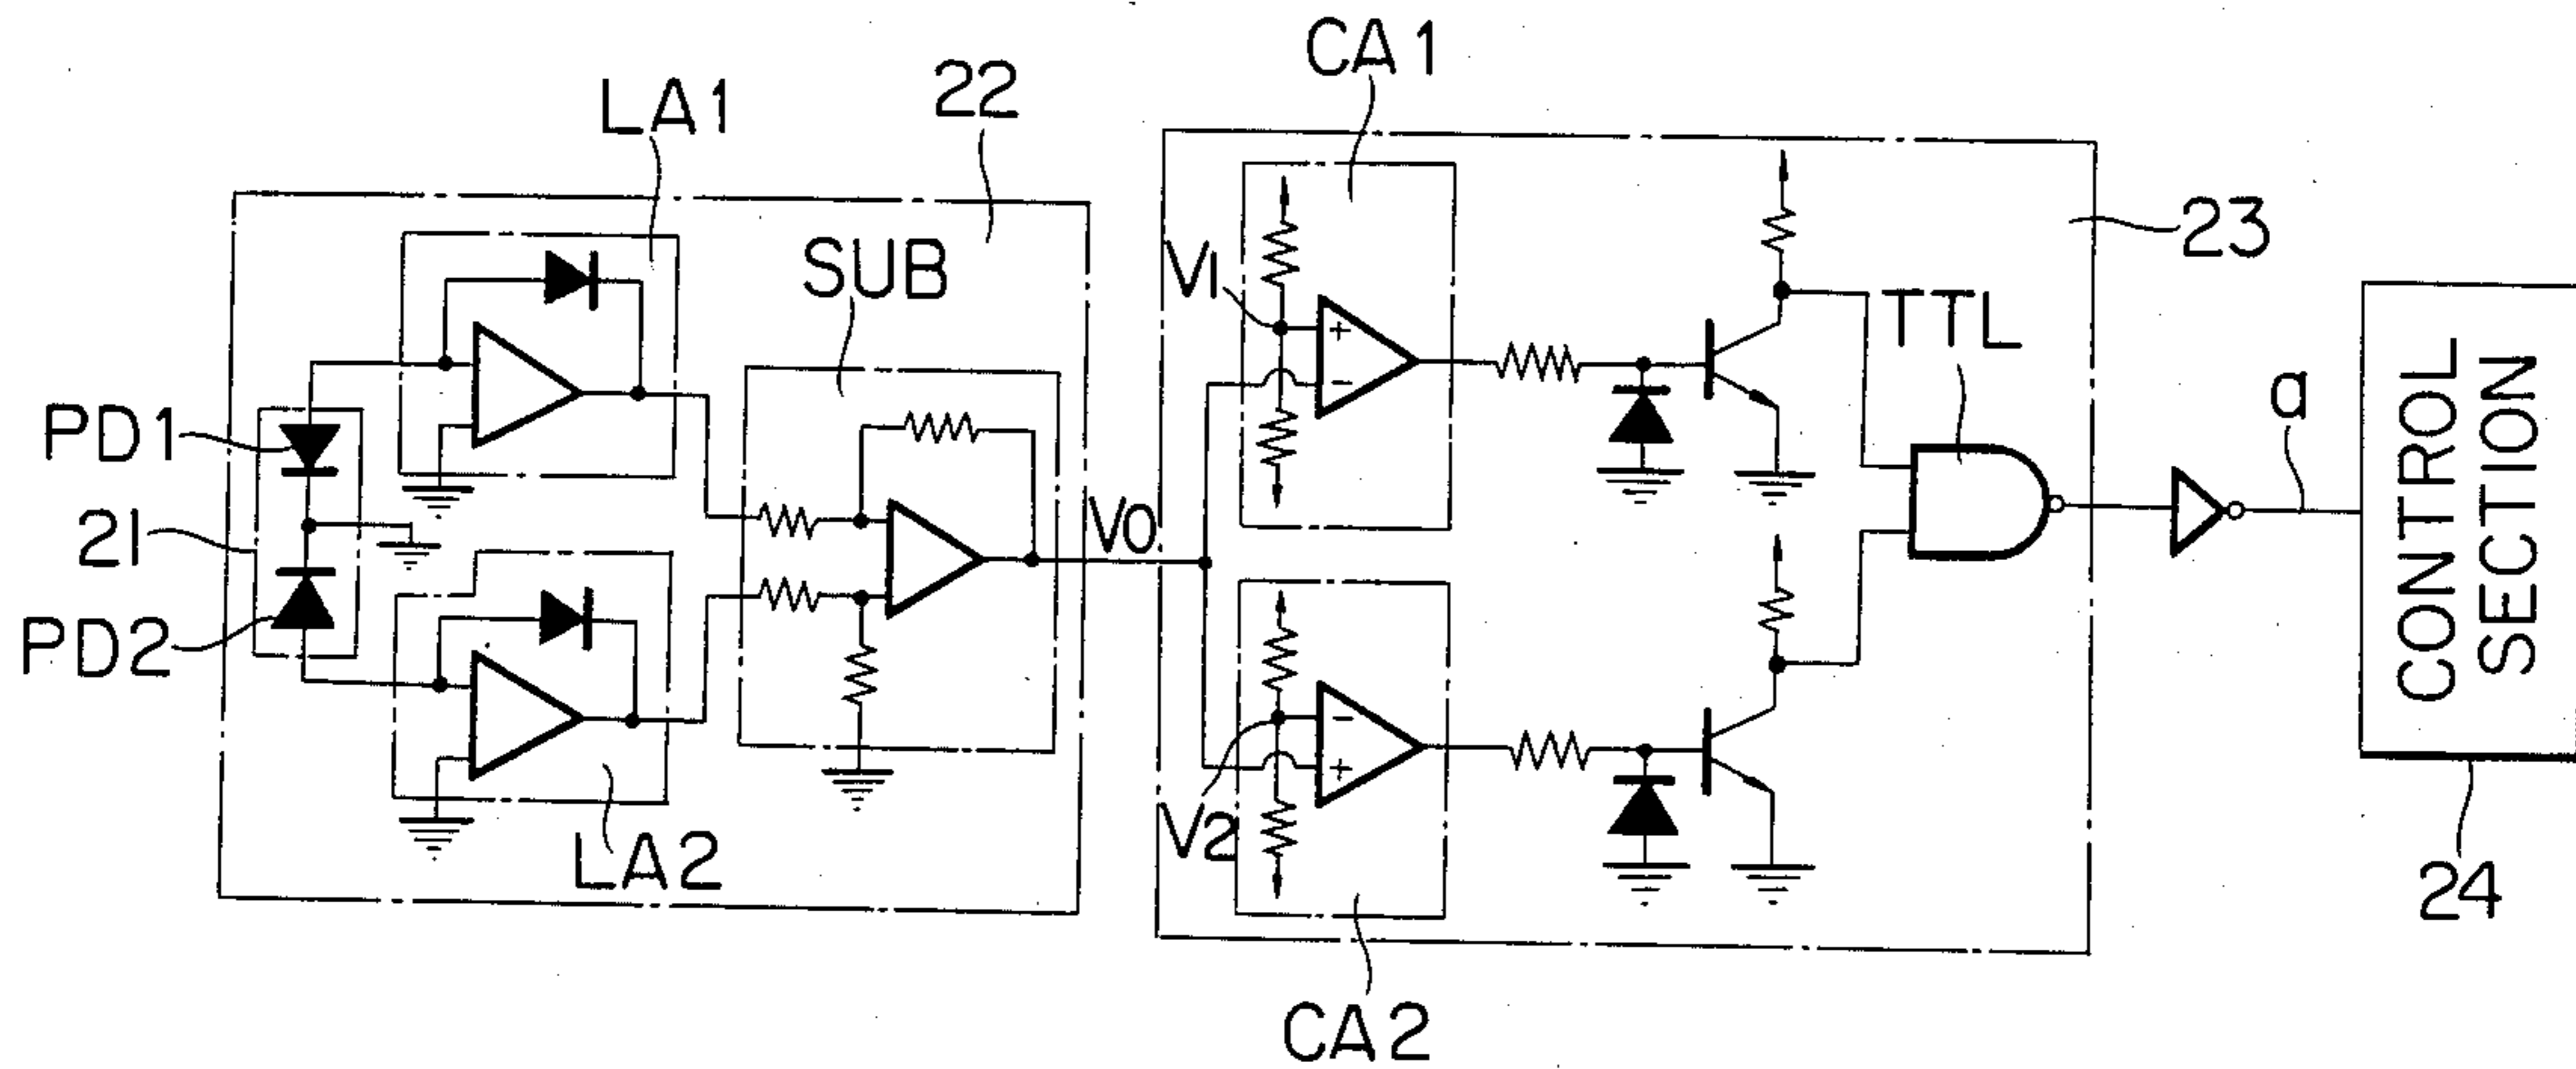 CA1
22
LA1
23
V1
SUB
TTL
PD1
a
CONTROL
SECTION
+
−
21
V0
PD2
−
+
V2
LA2
24
CA2